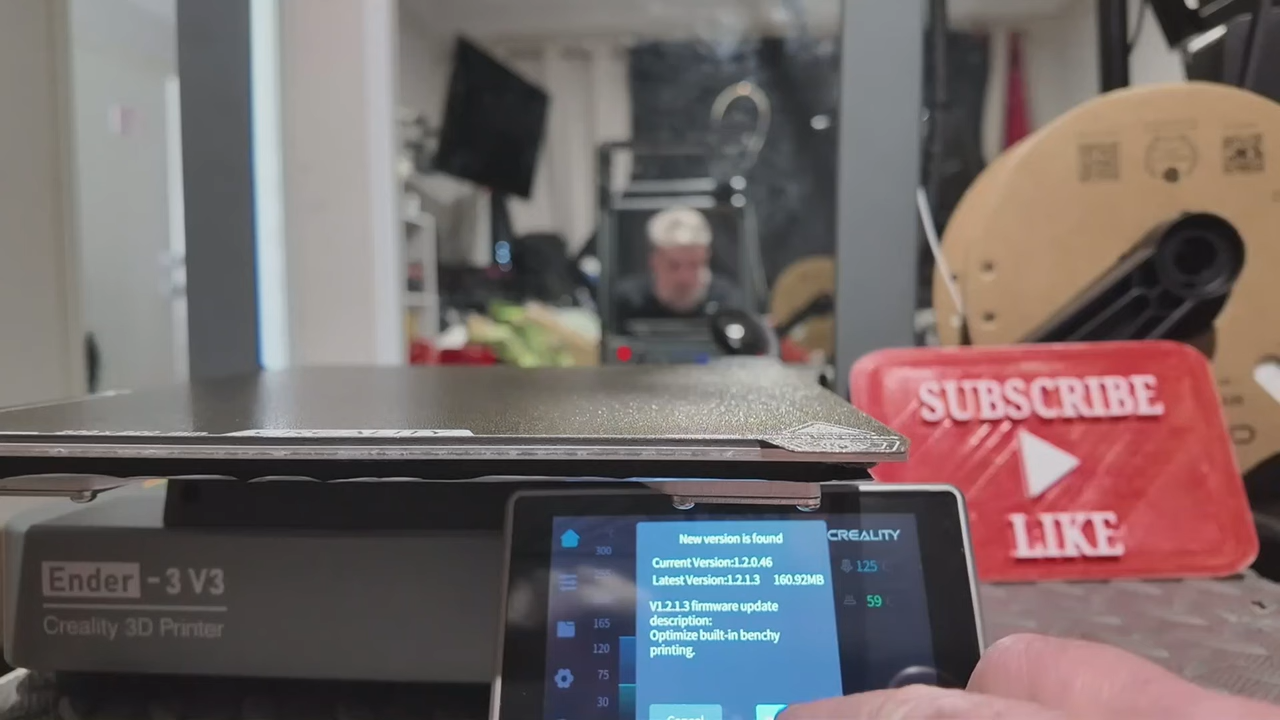 SUBSCRIBE
LIKE
CREALITY
Ender-3 V3
Creality 3D Printer
New version is found
Current Version:1.2.0.46
Latest Version:1.2.1.3 160.92MB
V1.2.1.3 firmware update
description:
Optimize built-in benchy
printing.
Cancel
CREALITY
125
59
300
165
120
75
30